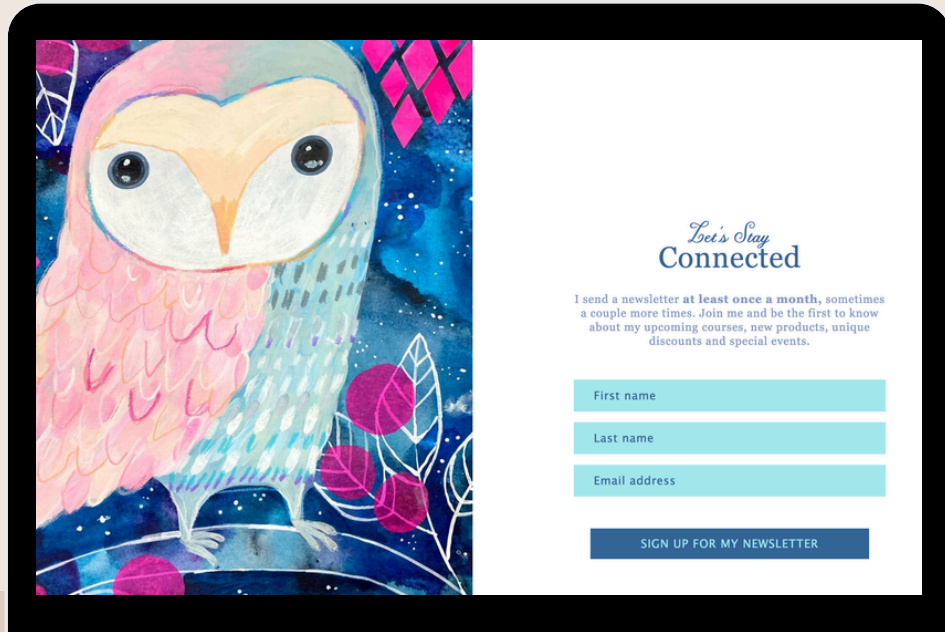 Let's Stay
Connected
I send a newsletter at least once a month, sometimes
a couple more times. Join me and be the first to know
about my upcoming courses, new products, unique
discounts and special events.
First name
Last name
Email address
SIGN UP FOR MY NEWSLETTER